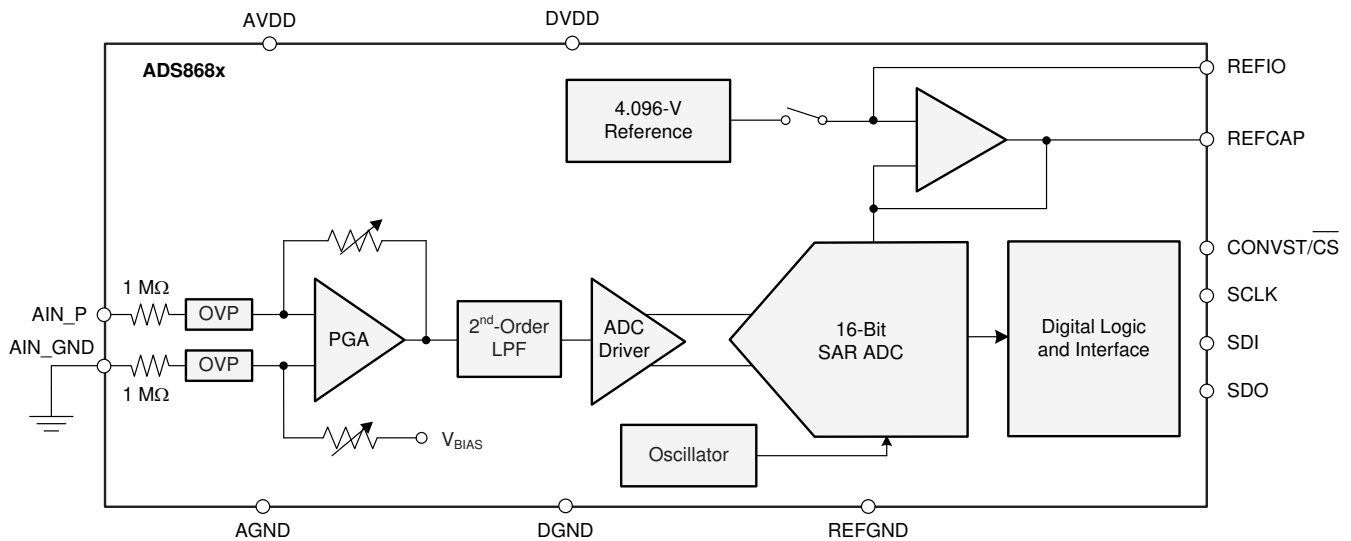 AVDD
DVDD
ADS868x
REFIO
4.096-V
Reference
REFCAP
CONVST/C̅S̅
1 MΩ
SCLK
AIN_P
OVP
2nd-Order
LPF
ADC
Driver
16-Bit
SAR ADC
Digital Logic
and Interface
PGA
SDI
AIN_GND
OVP
1 MΩ
SDO
VBIAS
Oscillator
AGND
DGND
REFGND